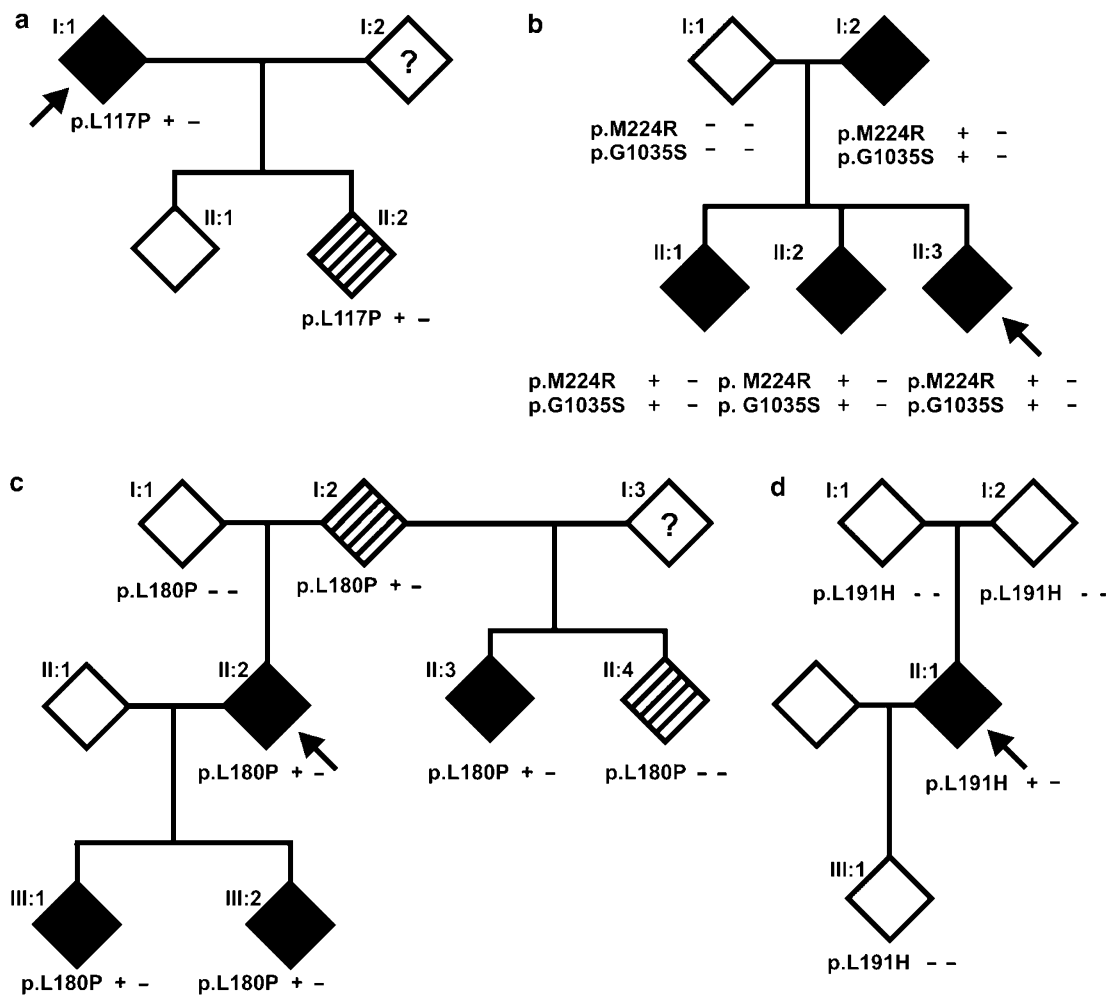 a
I:1
I:2
?
p.L117P + –
II:1
II:2
p.L117P + –
b
I:1
I:2
p.M224R – –
p.G1035S – –
p.M224R + –
p.G1035S + –
II:1
II:2
II:3
p.M224R + – p. M224R + – p.M224R + –
p.G1035S + – p. G1035S + – p.G1035S + –
c
I:1
I:2
I:3
?
p.L180P – –
p.L180P + –
II:1
II:2
II:3
II:4
p.L180P + –
p.L180P + –
p.L180P – –
III:1
III:2
p.L180P + –
p.L180P + –
d
I:1
I:2
p.L191H - -
p.L191H - -
II:1
p.L191H + –
III:1
p.L191H – –